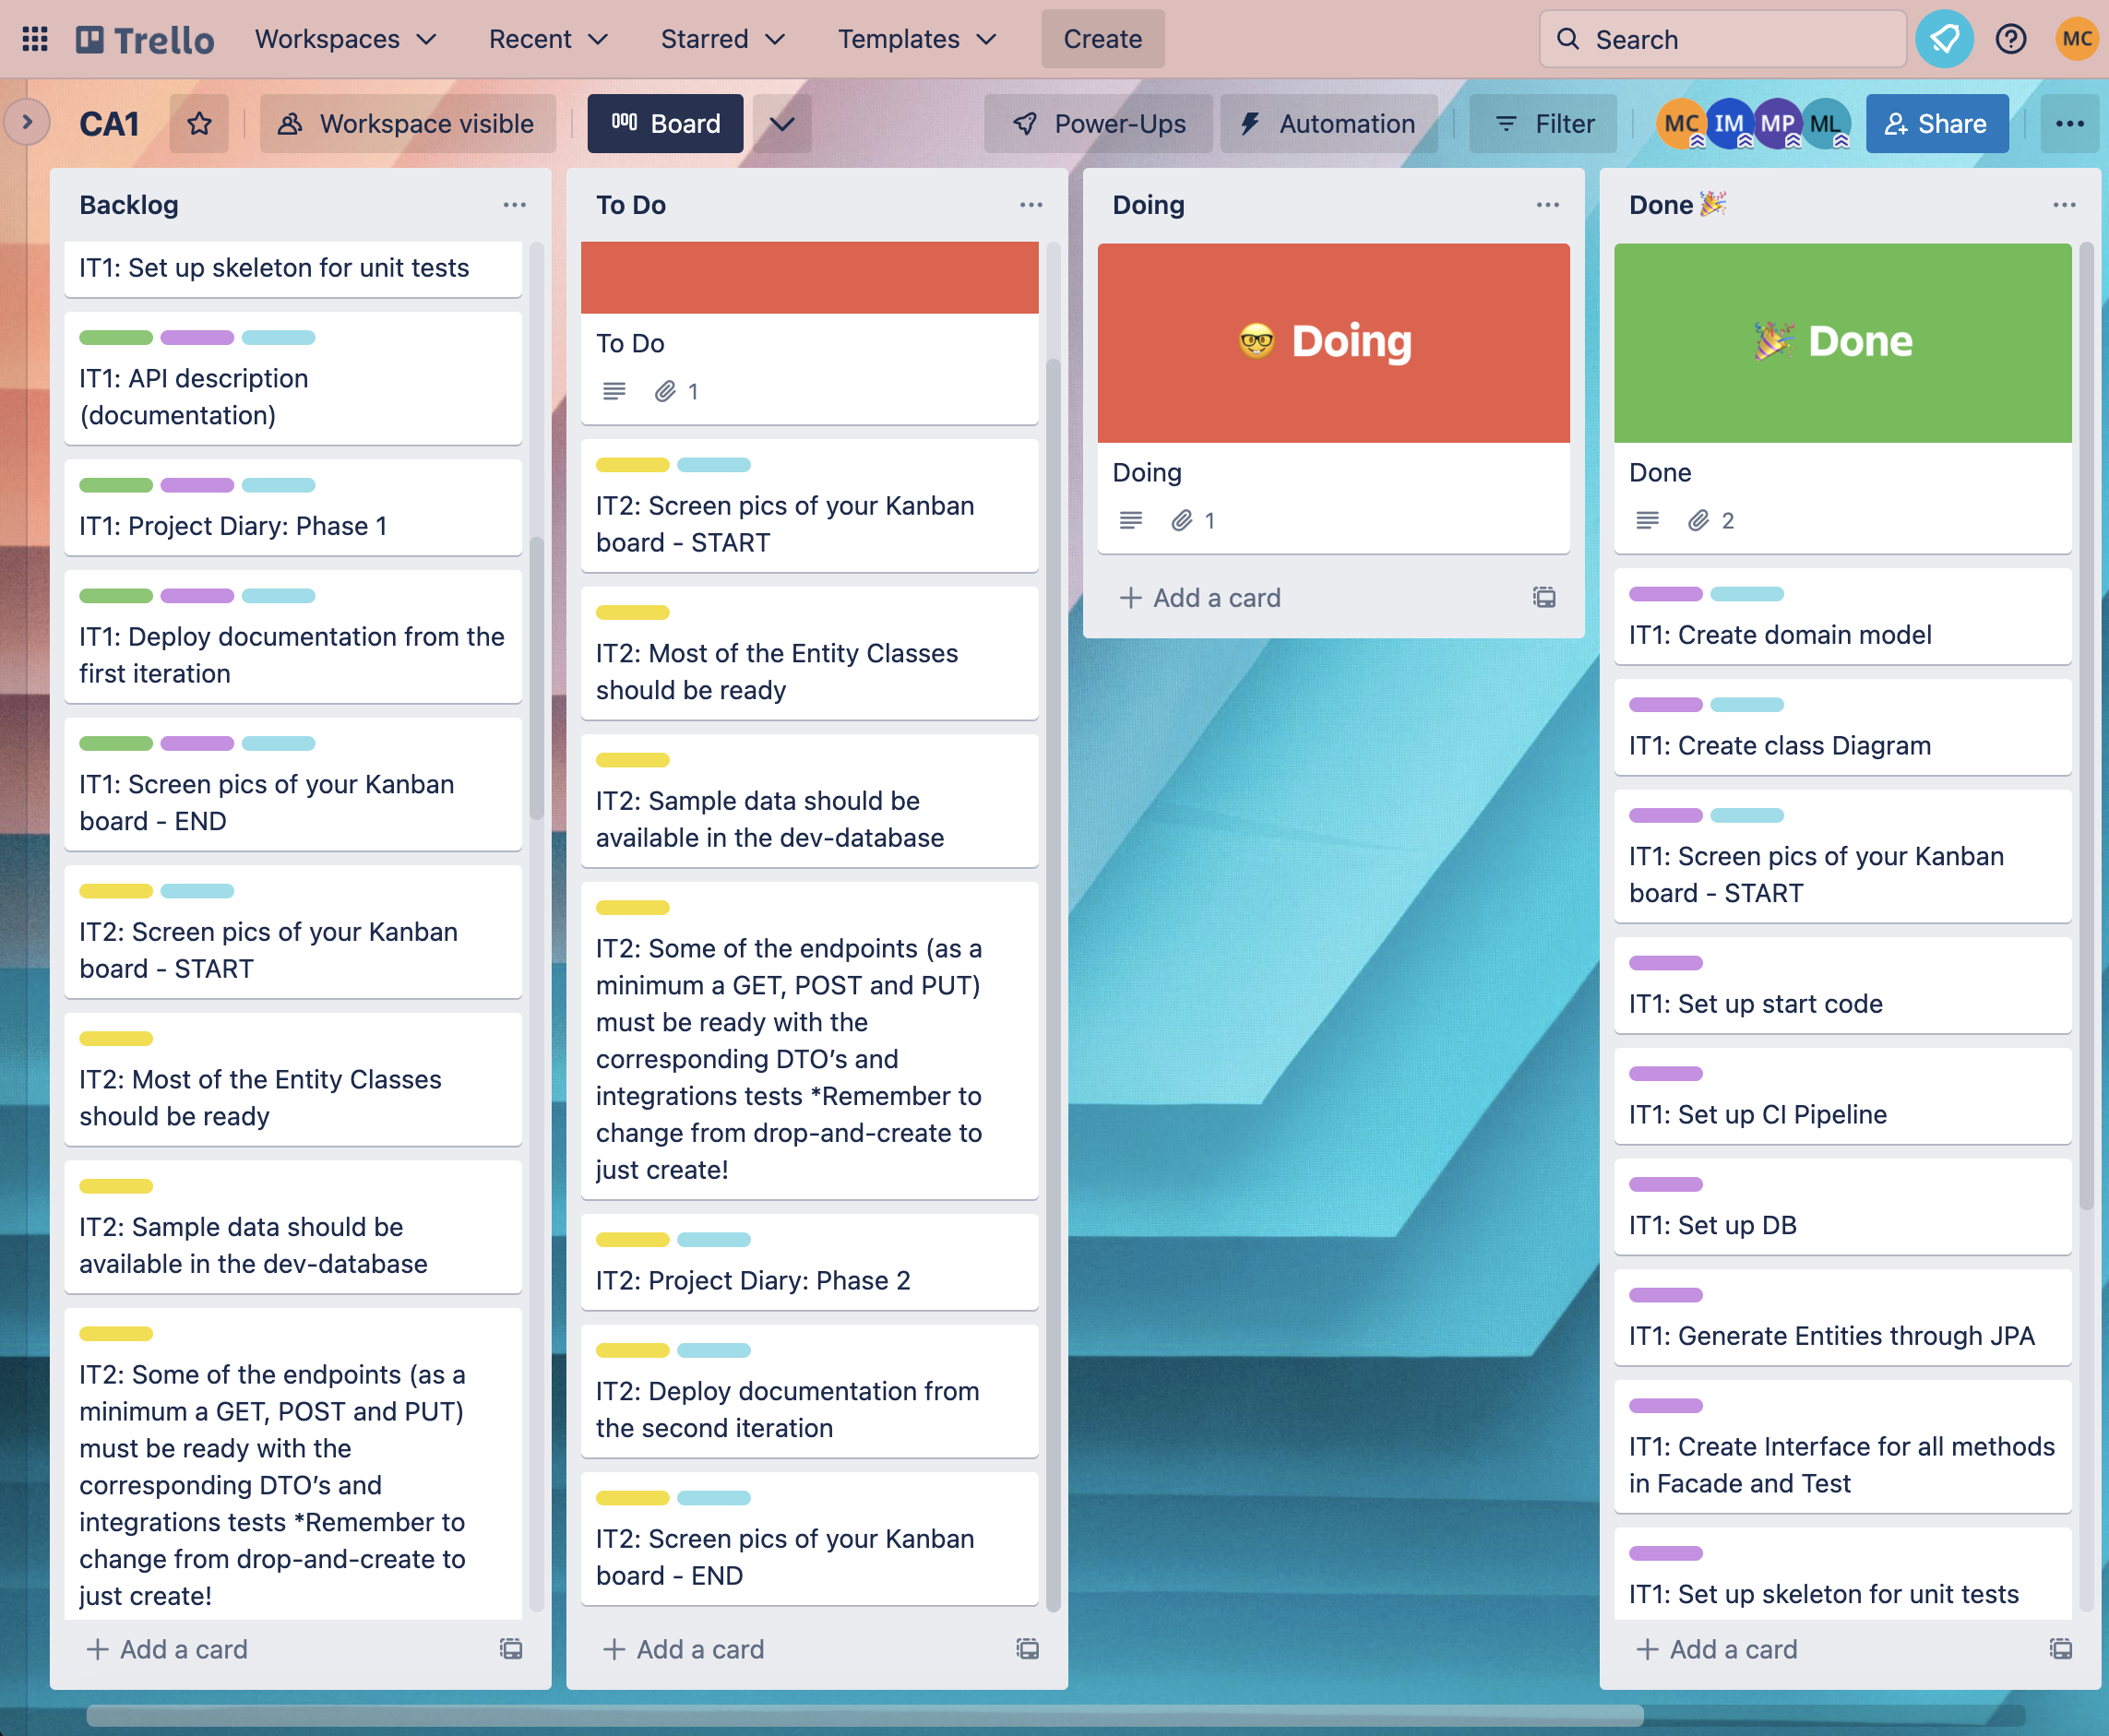 Trello
Workspaces
Recent
Starred
Templates
Create
Search
MC
CA1
Workspace visible
Board
Power-Ups
Automation
Filter
MC
IM
MP
ML
Share
Backlog
IT1: Set up skeleton for unit tests
IT1: API description
(documentation)
IT1: Project Diary: Phase 1
IT1: Deploy documentation from the
first iteration
IT1: Screen pics of your Kanban
board - END
IT2: Screen pics of your Kanban
board - START
IT2: Most of the Entity Classes
should be ready
IT2: Sample data should be
available in the dev-database
IT2: Some of the endpoints (as a
minimum a GET, POST and PUT)
must be ready with the
corresponding DTO’s and
integrations tests *Remember to
change from drop-and-create to
just create!
+ Add a card
To Do
To Do
1
IT2: Screen pics of your Kanban
board - START
IT2: Most of the Entity Classes
should be ready
IT2: Sample data should be
available in the dev-database
IT2: Some of the endpoints (as a
minimum a GET, POST and PUT)
must be ready with the
corresponding DTO’s and
integrations tests *Remember to
change from drop-and-create to
just create!
IT2: Project Diary: Phase 2
IT2: Deploy documentation from
the second iteration
IT2: Screen pics of your Kanban
board - END
+ Add a card
Doing
🤓 Doing
Doing
1
+ Add a card
Done🎉
🎉 Done
Done
2
IT1: Create domain model
IT1: Create class Diagram
IT1: Screen pics of your Kanban
board - START
IT1: Set up start code
IT1: Set up CI Pipeline
IT1: Set up DB
IT1: Generate Entities through JPA
IT1: Create Interface for all methods
in Facade and Test
IT1: Set up skeleton for unit tests
+ Add a card